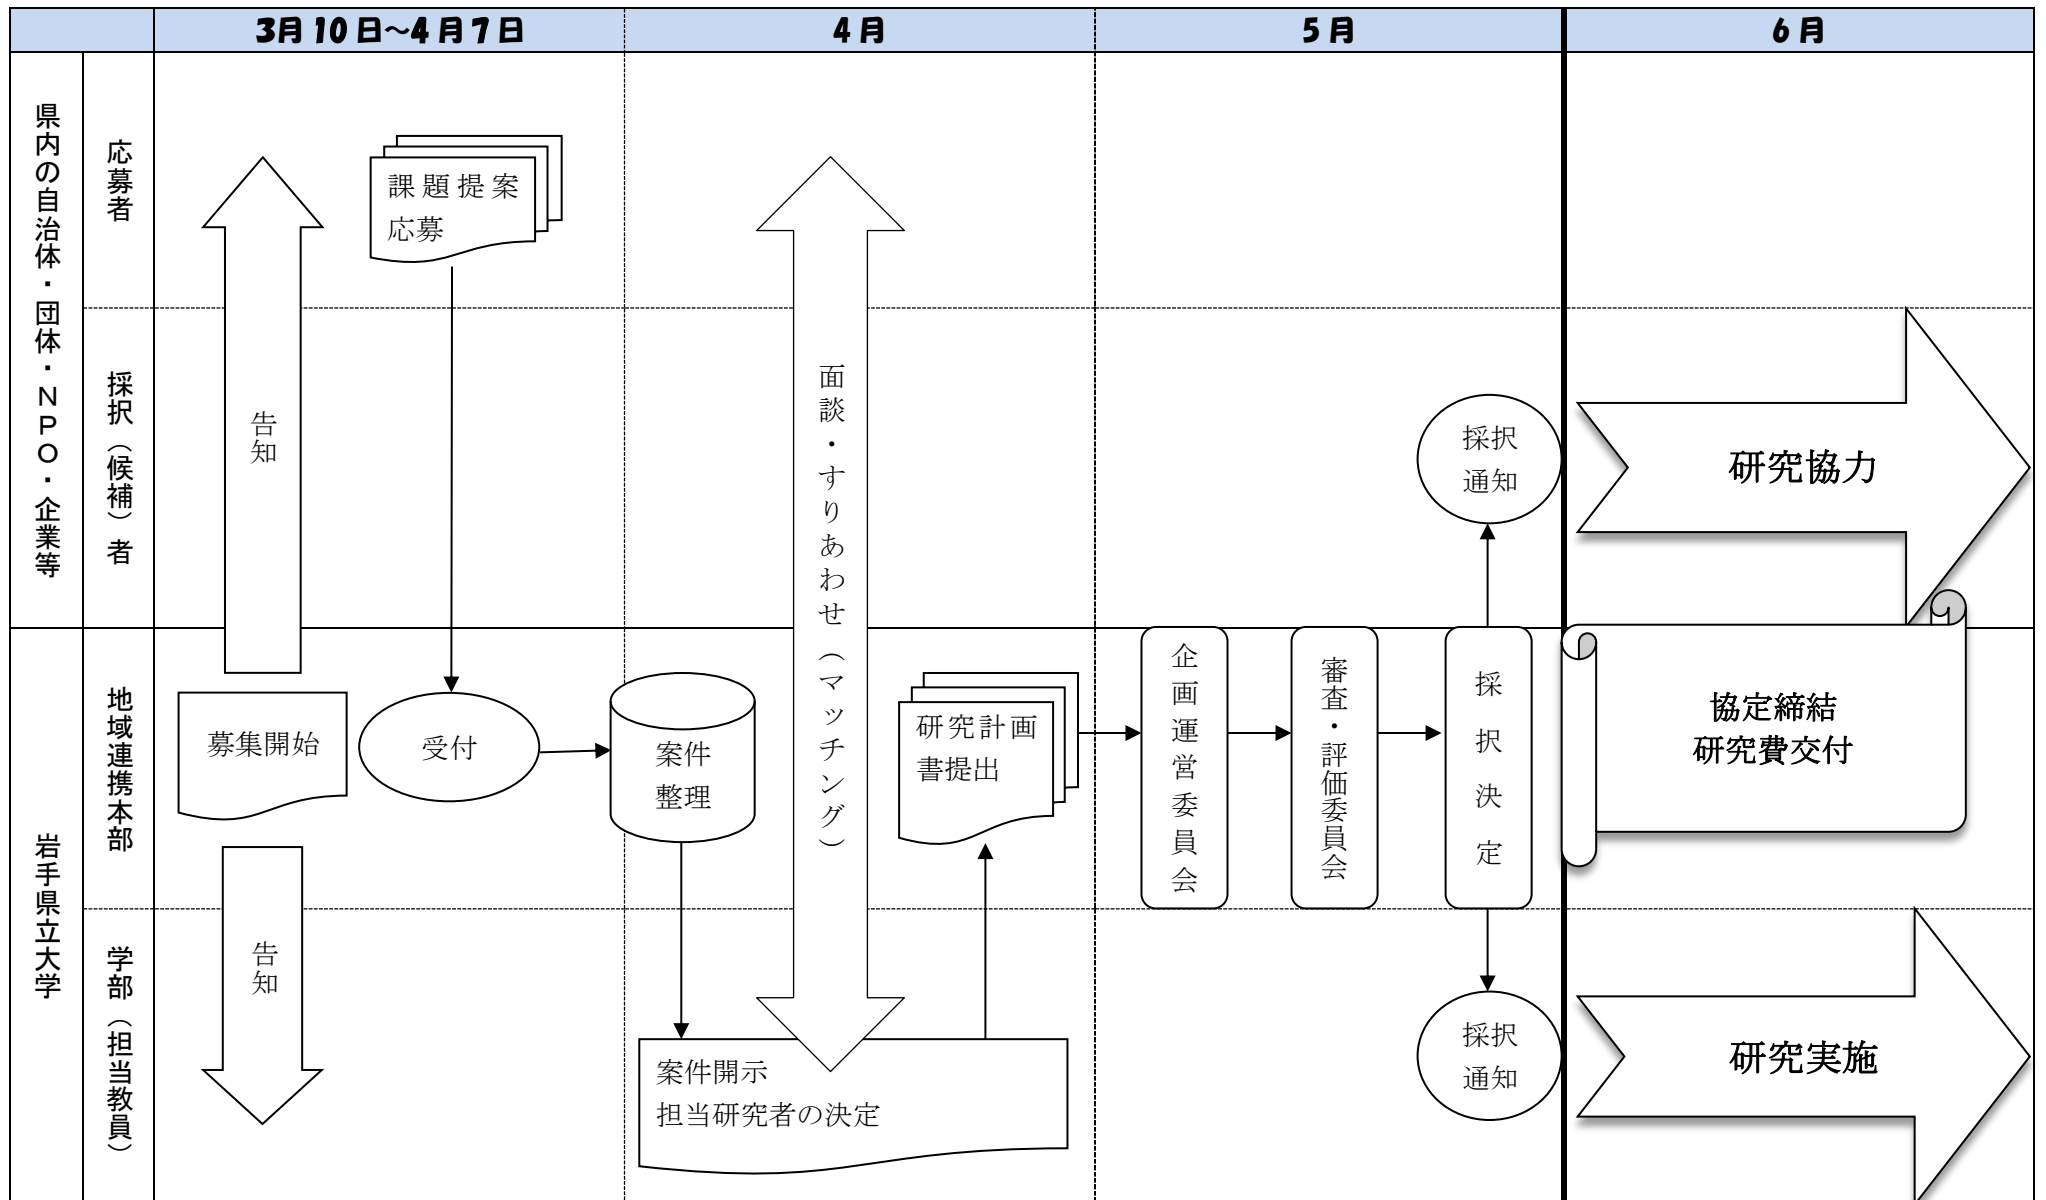 3月10日～4月7日
4月
5月
6月
県内の自治体・団体・ＮＰＯ・企業等
応募者
採択（候補）者
岩手県立大学
地域連携本部
学部（担当教員）
告知
課題提案
応募
募集開始
受付
告知
案件
整理
面談・すりあわせ（マッチング）
研究計画
書提出
案件開示
担当研究者の決定
企画運営委員会
審査・評価委員会
採択決定
採択
通知
採択
通知
研究協力
協定締結
研究費交付
研究実施